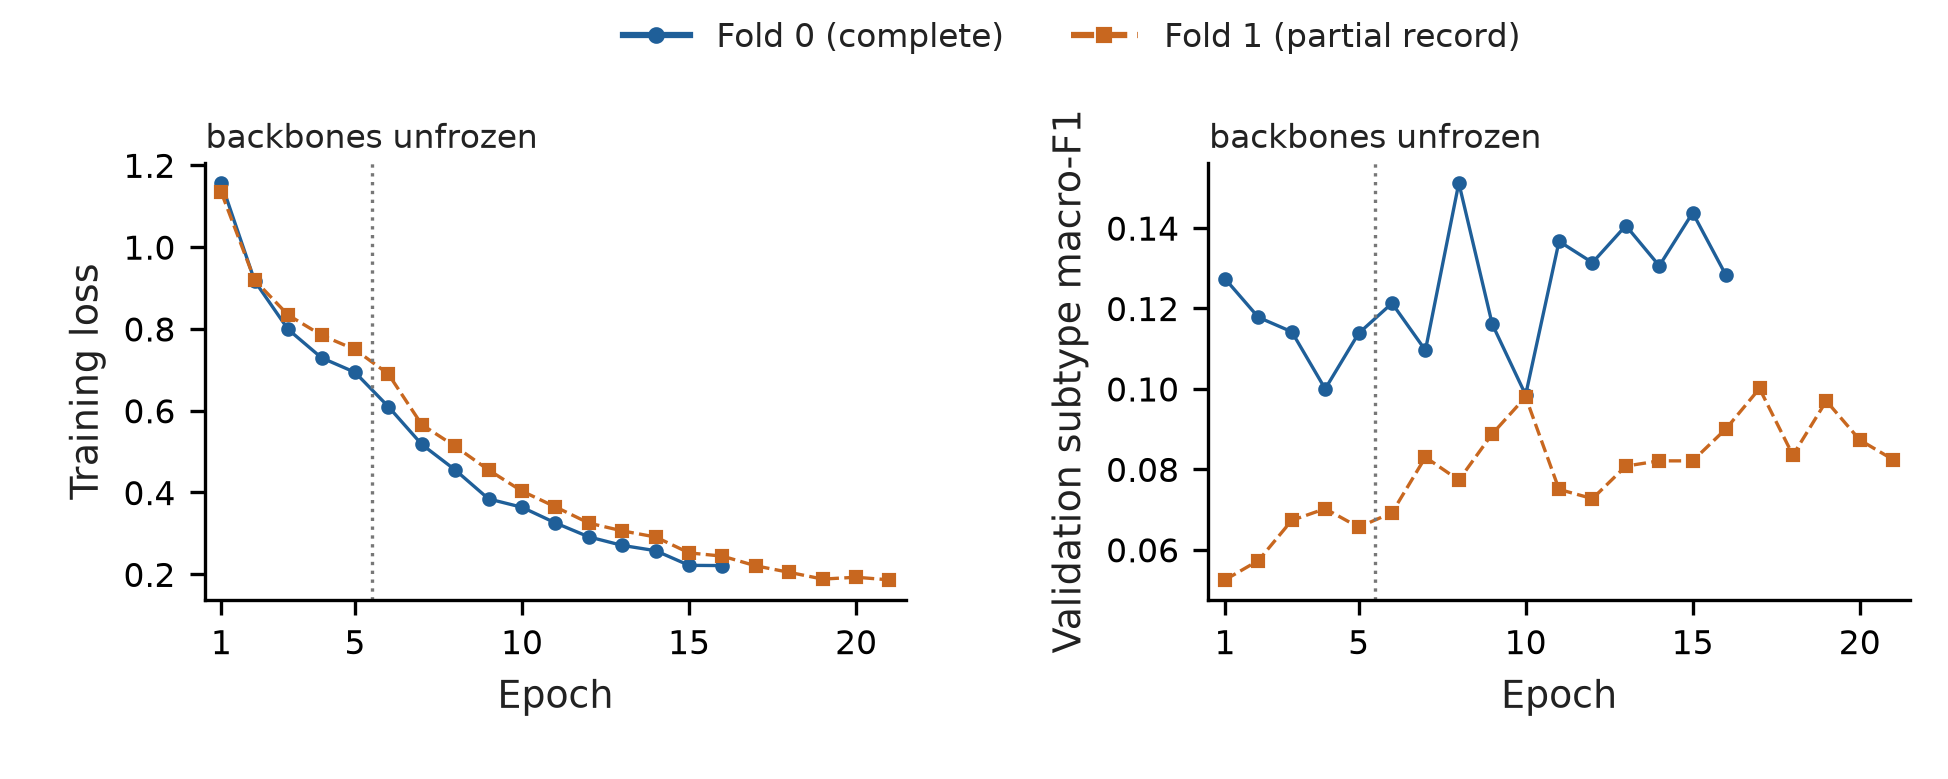 Fold 0 (complete)
Fold 1 (partial record)
backbones unfrozen
Training loss
1.2
1.0
0.8
0.6
0.4
0.2
1 5 10 15 20
Epoch
backbones unfrozen
Validation subtype macro-F1
0.14
0.12
0.10
0.08
0.06
1 5 10 15 20
Epoch